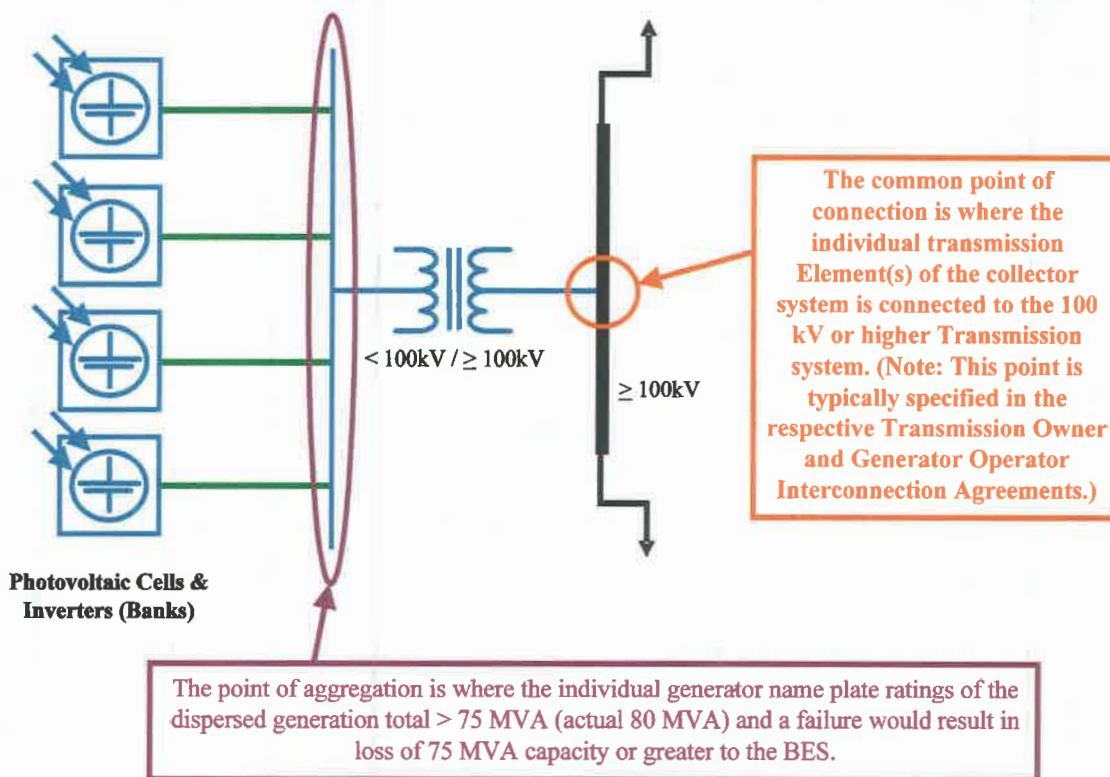 The common point of
connection is where the
individual transmission
Element(s) of the collector
system is connected to the 100
kV or higher Transmission
system. (Note: This point is
typically specified in the
respective Transmission Owner
and Generator Operator
Interconnection Agreements.)
< 100kV / ≥ 100kV
≥ 100kV
Photovoltaic Cells &
Inverters (Banks)
The point of aggregation is where the individual generator name plate ratings of the
dispersed generation total > 75 MVA (actual 80 MVA) and a failure would result in
loss of 75 MVA capacity or greater to the BES.